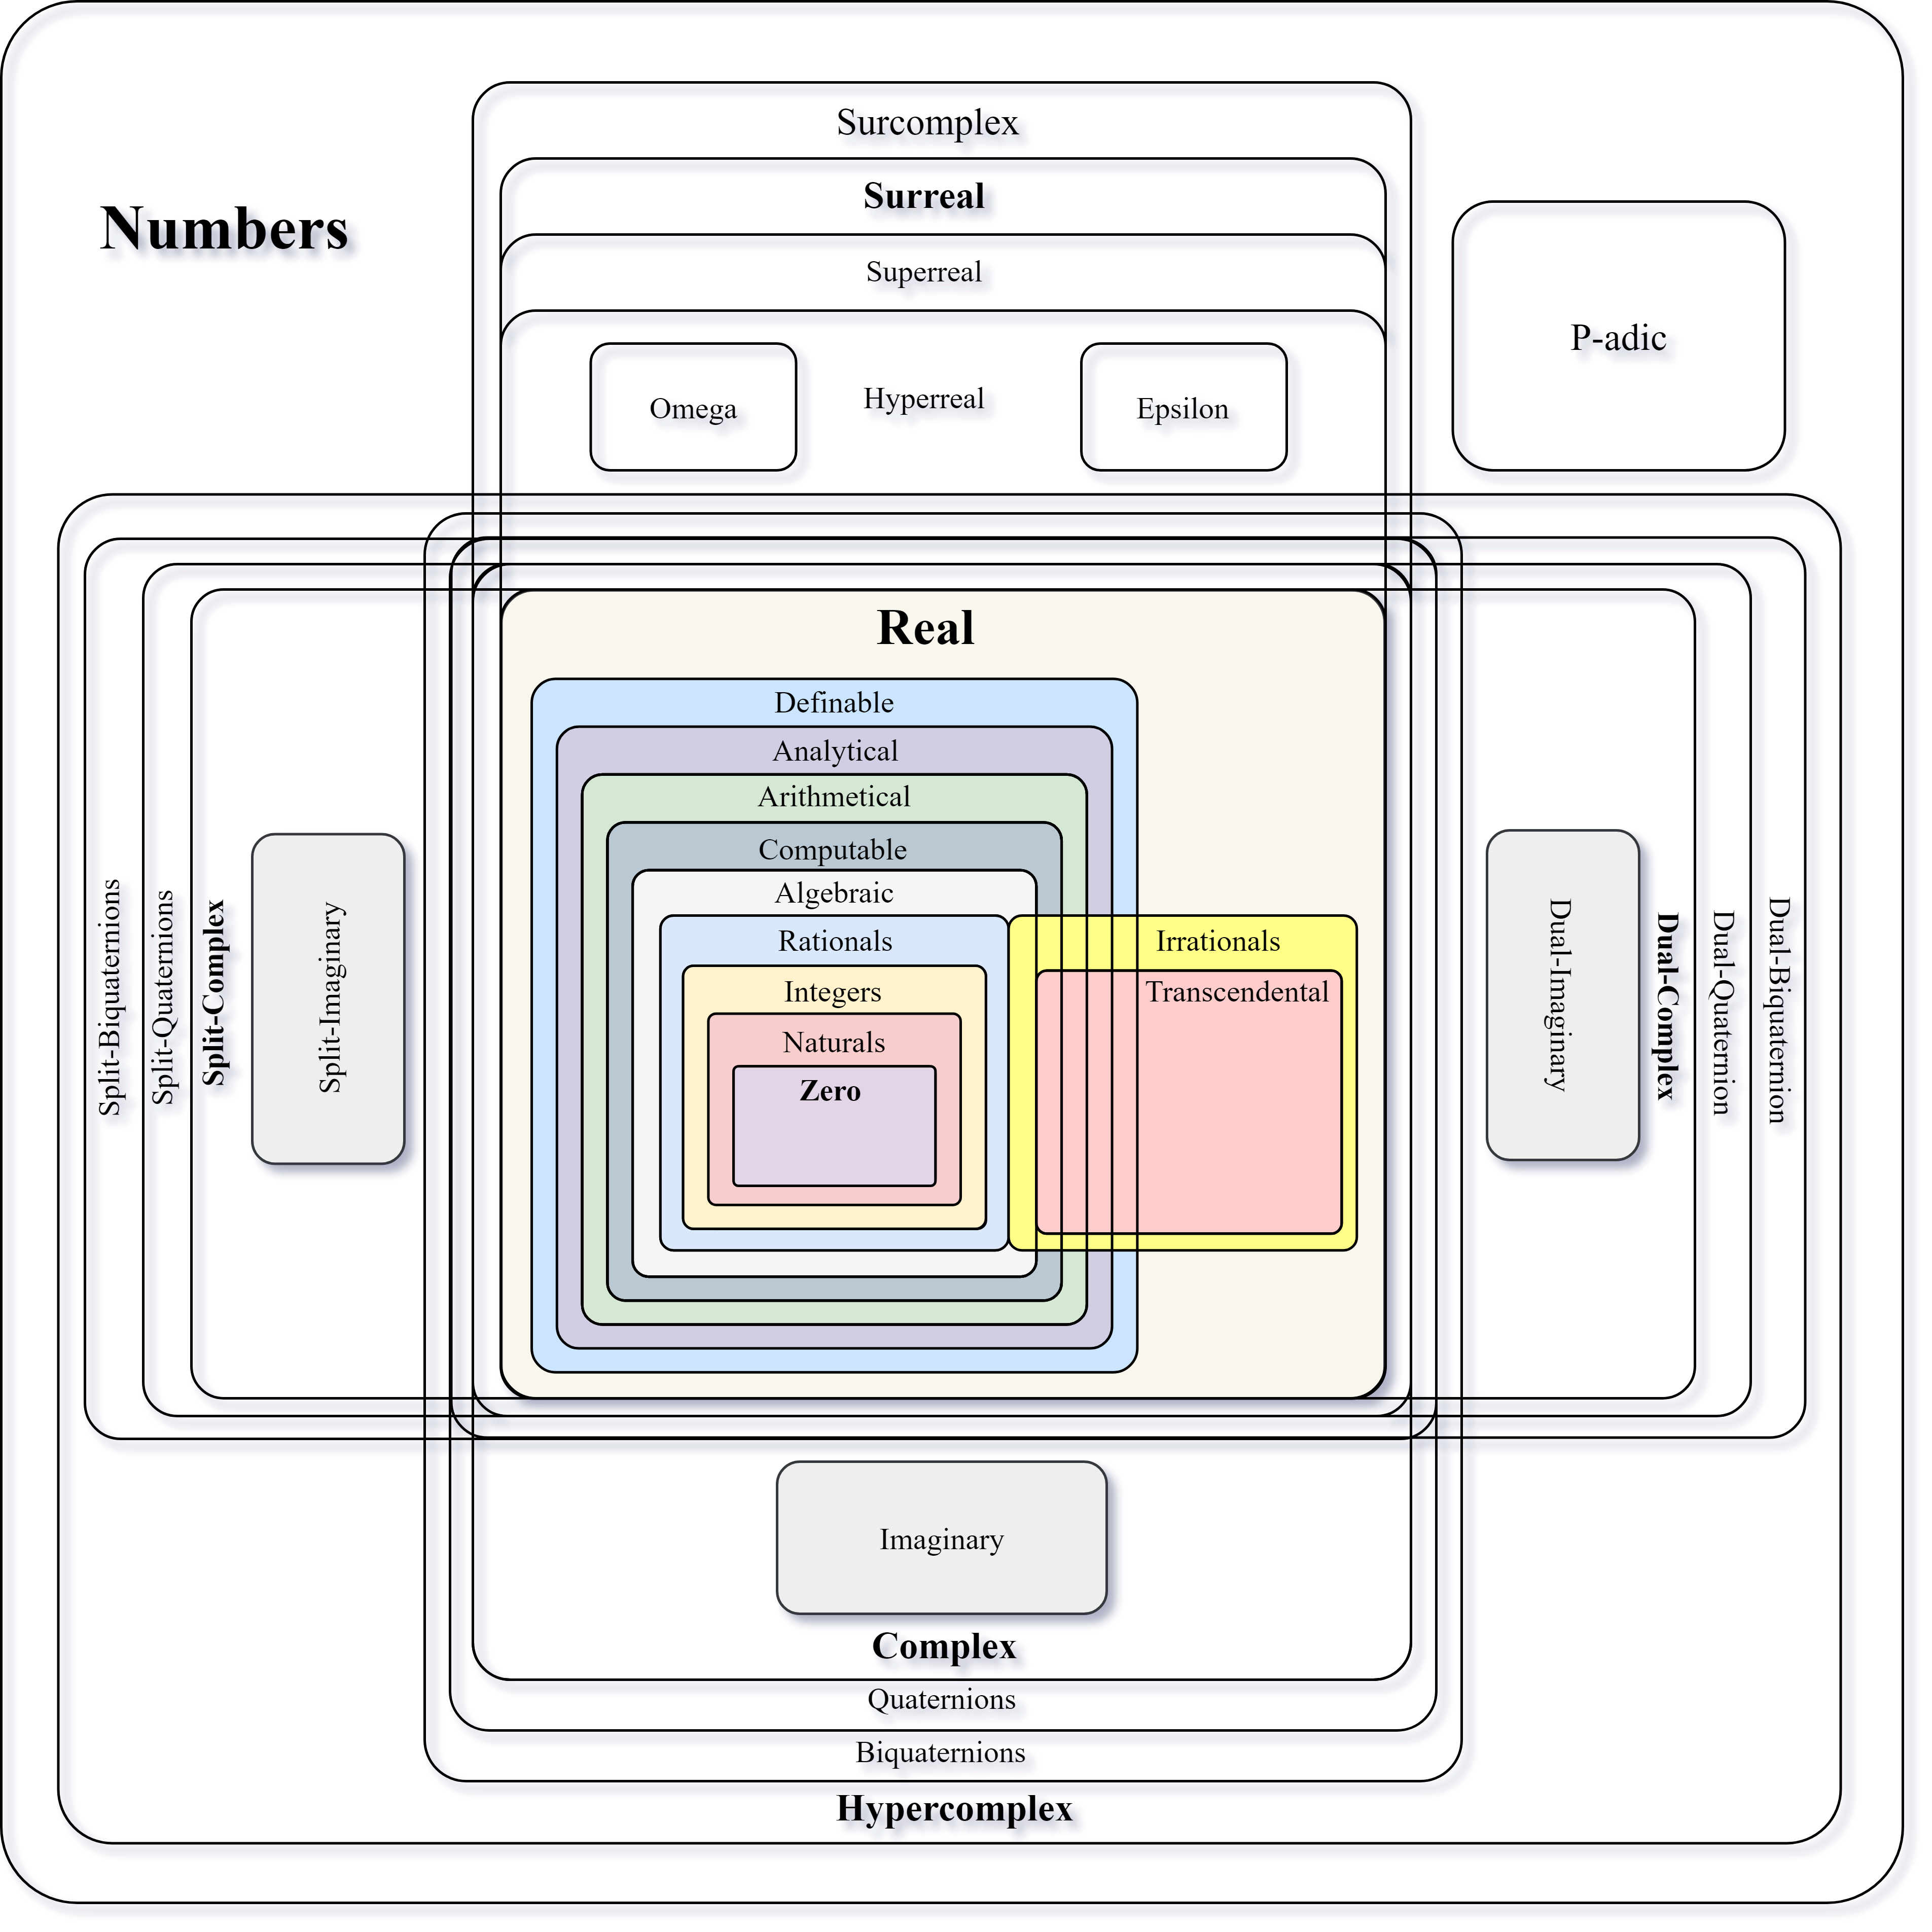 Surcomplex
Surreal
Numbers
Superreal
P-adic
Omega
Hyperreal
Epsilon
Real
Definable
Analytical
Arithmetical
Computable
Algebraic
Rationals
Irrationals
Integers
Transcendental
Naturals
Zero
Split-Biquaternions
Split-Quaternions
Split-Complex
Split-Imaginary
Dual-Imaginary
Dual-Complex
Dual-Quaternion
Dual-Biquaternion
Imaginary
Complex
Quaternions
Biquaternions
Hypercomplex